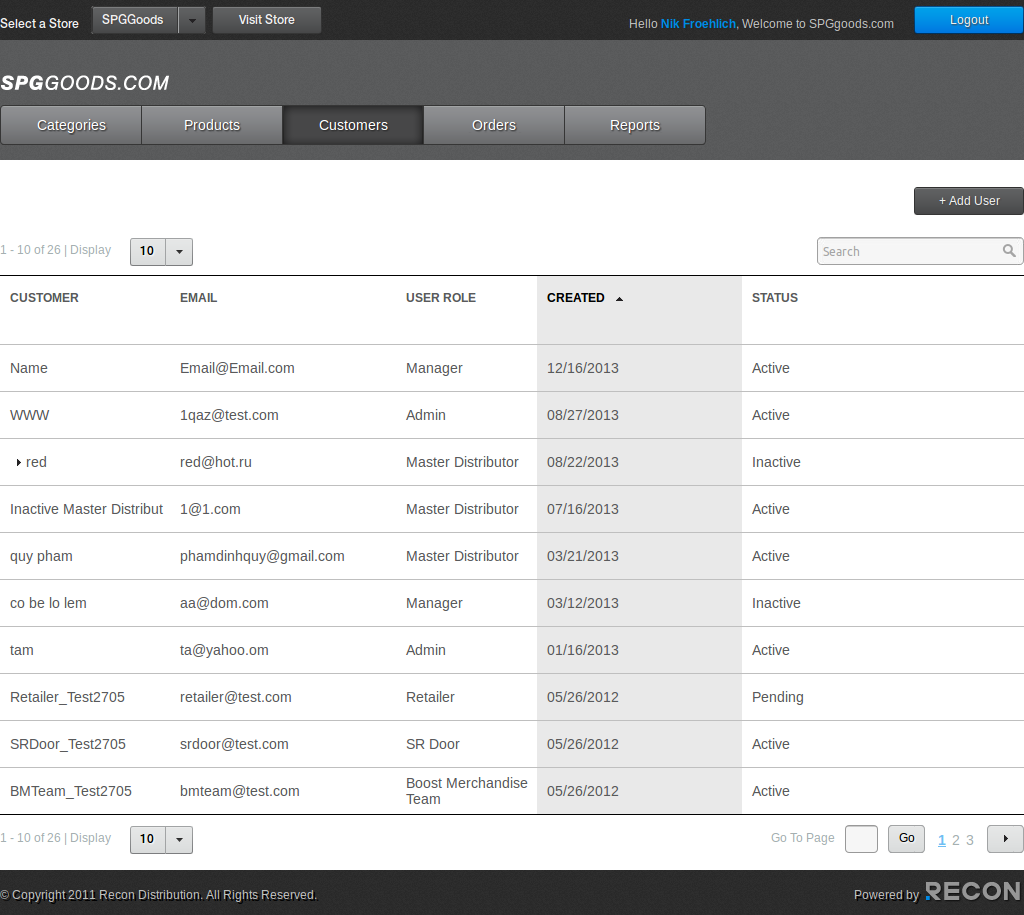 Select a Store SPGGoods Visit Store Hello Nik Froehlich, Welcome to SPGgoods.com Logout
SPGGOODS.COM
Categories Products Customers Orders Reports
+ Add User
1 - 10 of 26 | Display 10 Search
CUSTOMER EMAIL USER ROLE CREATED STATUS
Name Email@Email.com Manager 12/16/2013 Active
WWW 1qaz@test.com Admin 08/27/2013 Active
red red@hot.ru Master Distributor 08/22/2013 Inactive
Inactive Master Distribut 1@1.com Master Distributor 07/16/2013 Active
quy pham phamdinhquy@gmail.com Master Distributor 03/21/2013 Active
co be lo lem aa@dom.com Manager 03/12/2013 Inactive
tam ta@yahoo.om Admin 01/16/2013 Active
Retailer_Test2705 retailer@test.com Retailer 05/26/2012 Pending
SRDoor_Test2705 srdoor@test.com SR Door 05/26/2012 Active
BMTeam_Test2705 bmteam@test.com Boost Merchandise Team 05/26/2012 Active
1 - 10 of 26 | Display 10 Go To Page Go 1 2 3
© Copyright 2011 Recon Distribution. All Rights Reserved. Powered by RECON